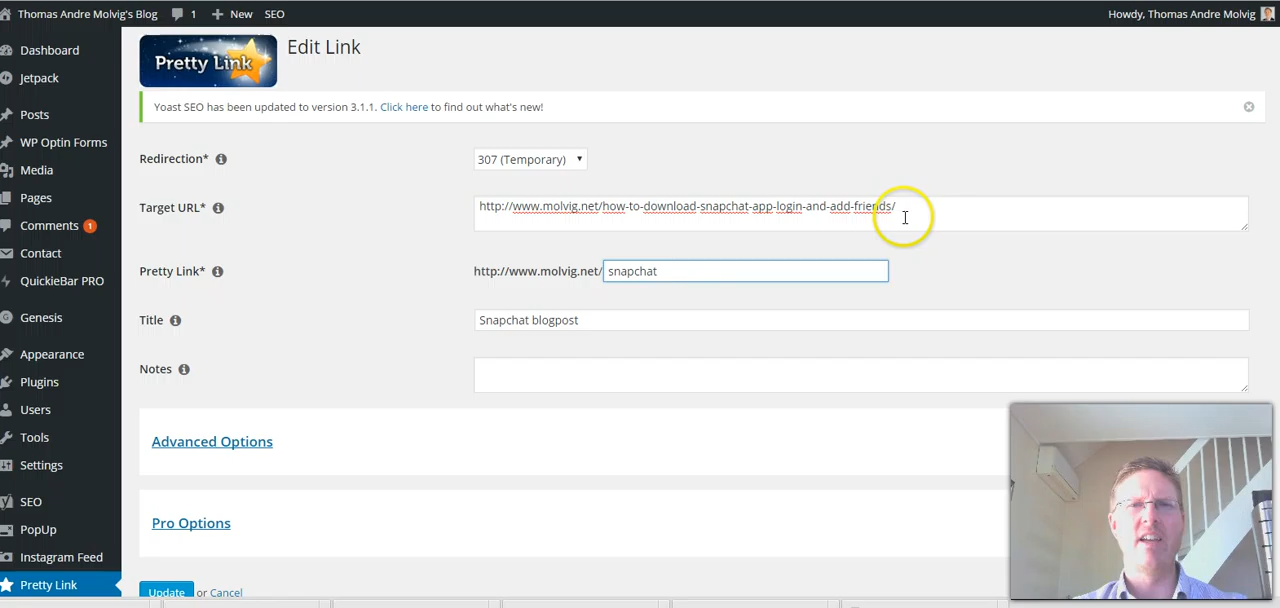 Thomas Andre Molvig's Blog 1 New SEO Howdy, Thomas Andre Molvig
Dashboard
Jetpack
Posts
WP Optin Forms
Media
Pages
Comments 1
Contact
QuickieBar PRO
Genesis
Appearance
Plugins
Users
Tools
Settings
SEO
PopUp
Instagram Feed
Pretty Link
Pretty Link
Edit Link
Yoast SEO has been updated to version 3.1.1. Click here to find out what's new!
Redirection* 307 (Temporary)
Target URL* http://www.molvig.net/how-to-download-snapchat-app-login-and-add-friends/
Pretty Link* http://www.molvig.net/ snapchat
Title Snapchat blogpost
Notes
Advanced Options
Pro Options
Update or Cancel